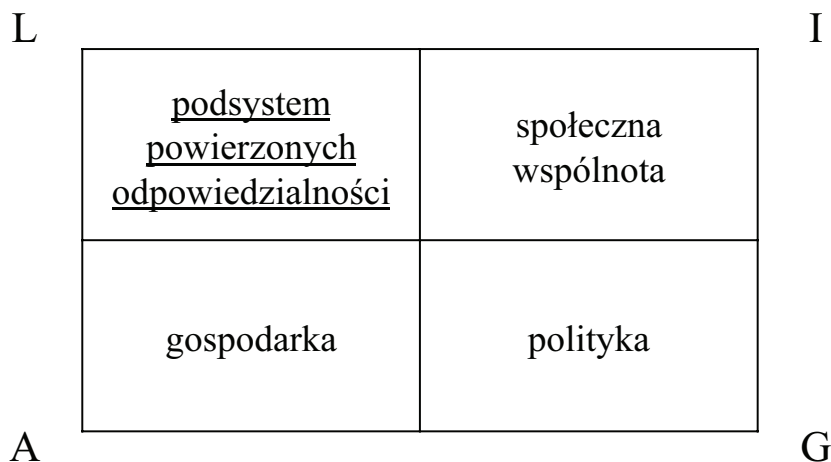 L
I
podsystem
powierzonych
odpowiedzialności
społeczna
wspólnota
gospodarka
polityka
A
G